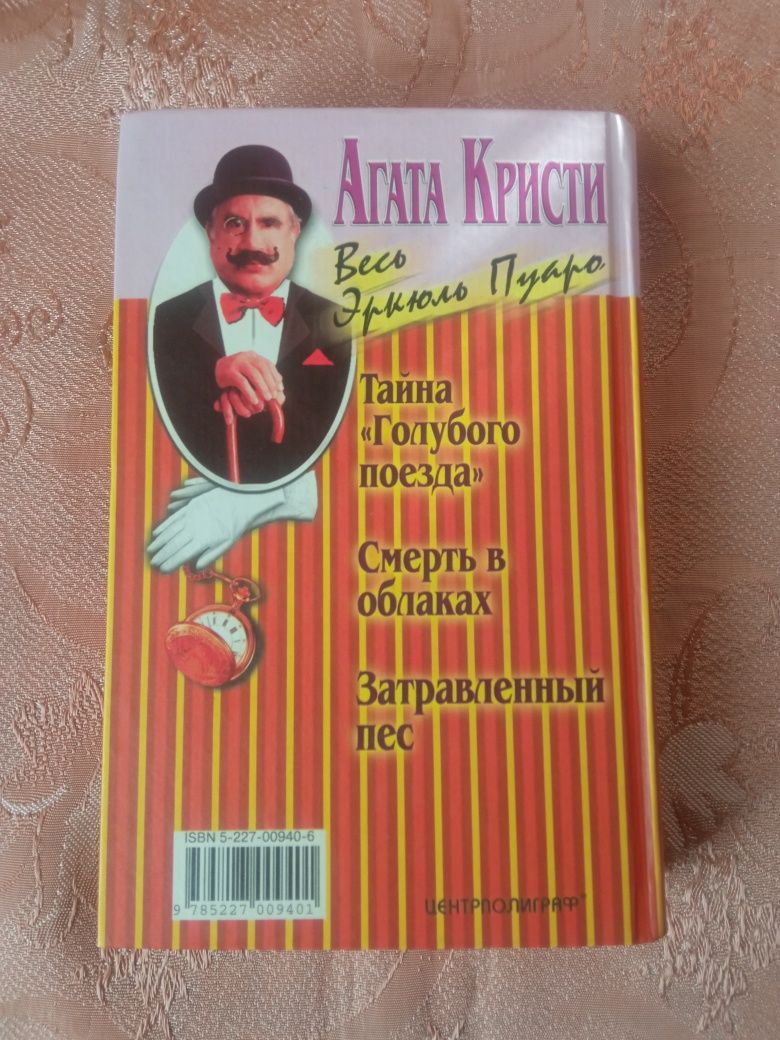 Агата Кристи
Весь
Эркюль Пуаро
Тайна
«Голубого
поезда»
Смерть в
облаках
Затравленный
пес
ISBN 5-227-00940-6
9 785227 009401
ЦЕНТРПОЛИГРАФ®